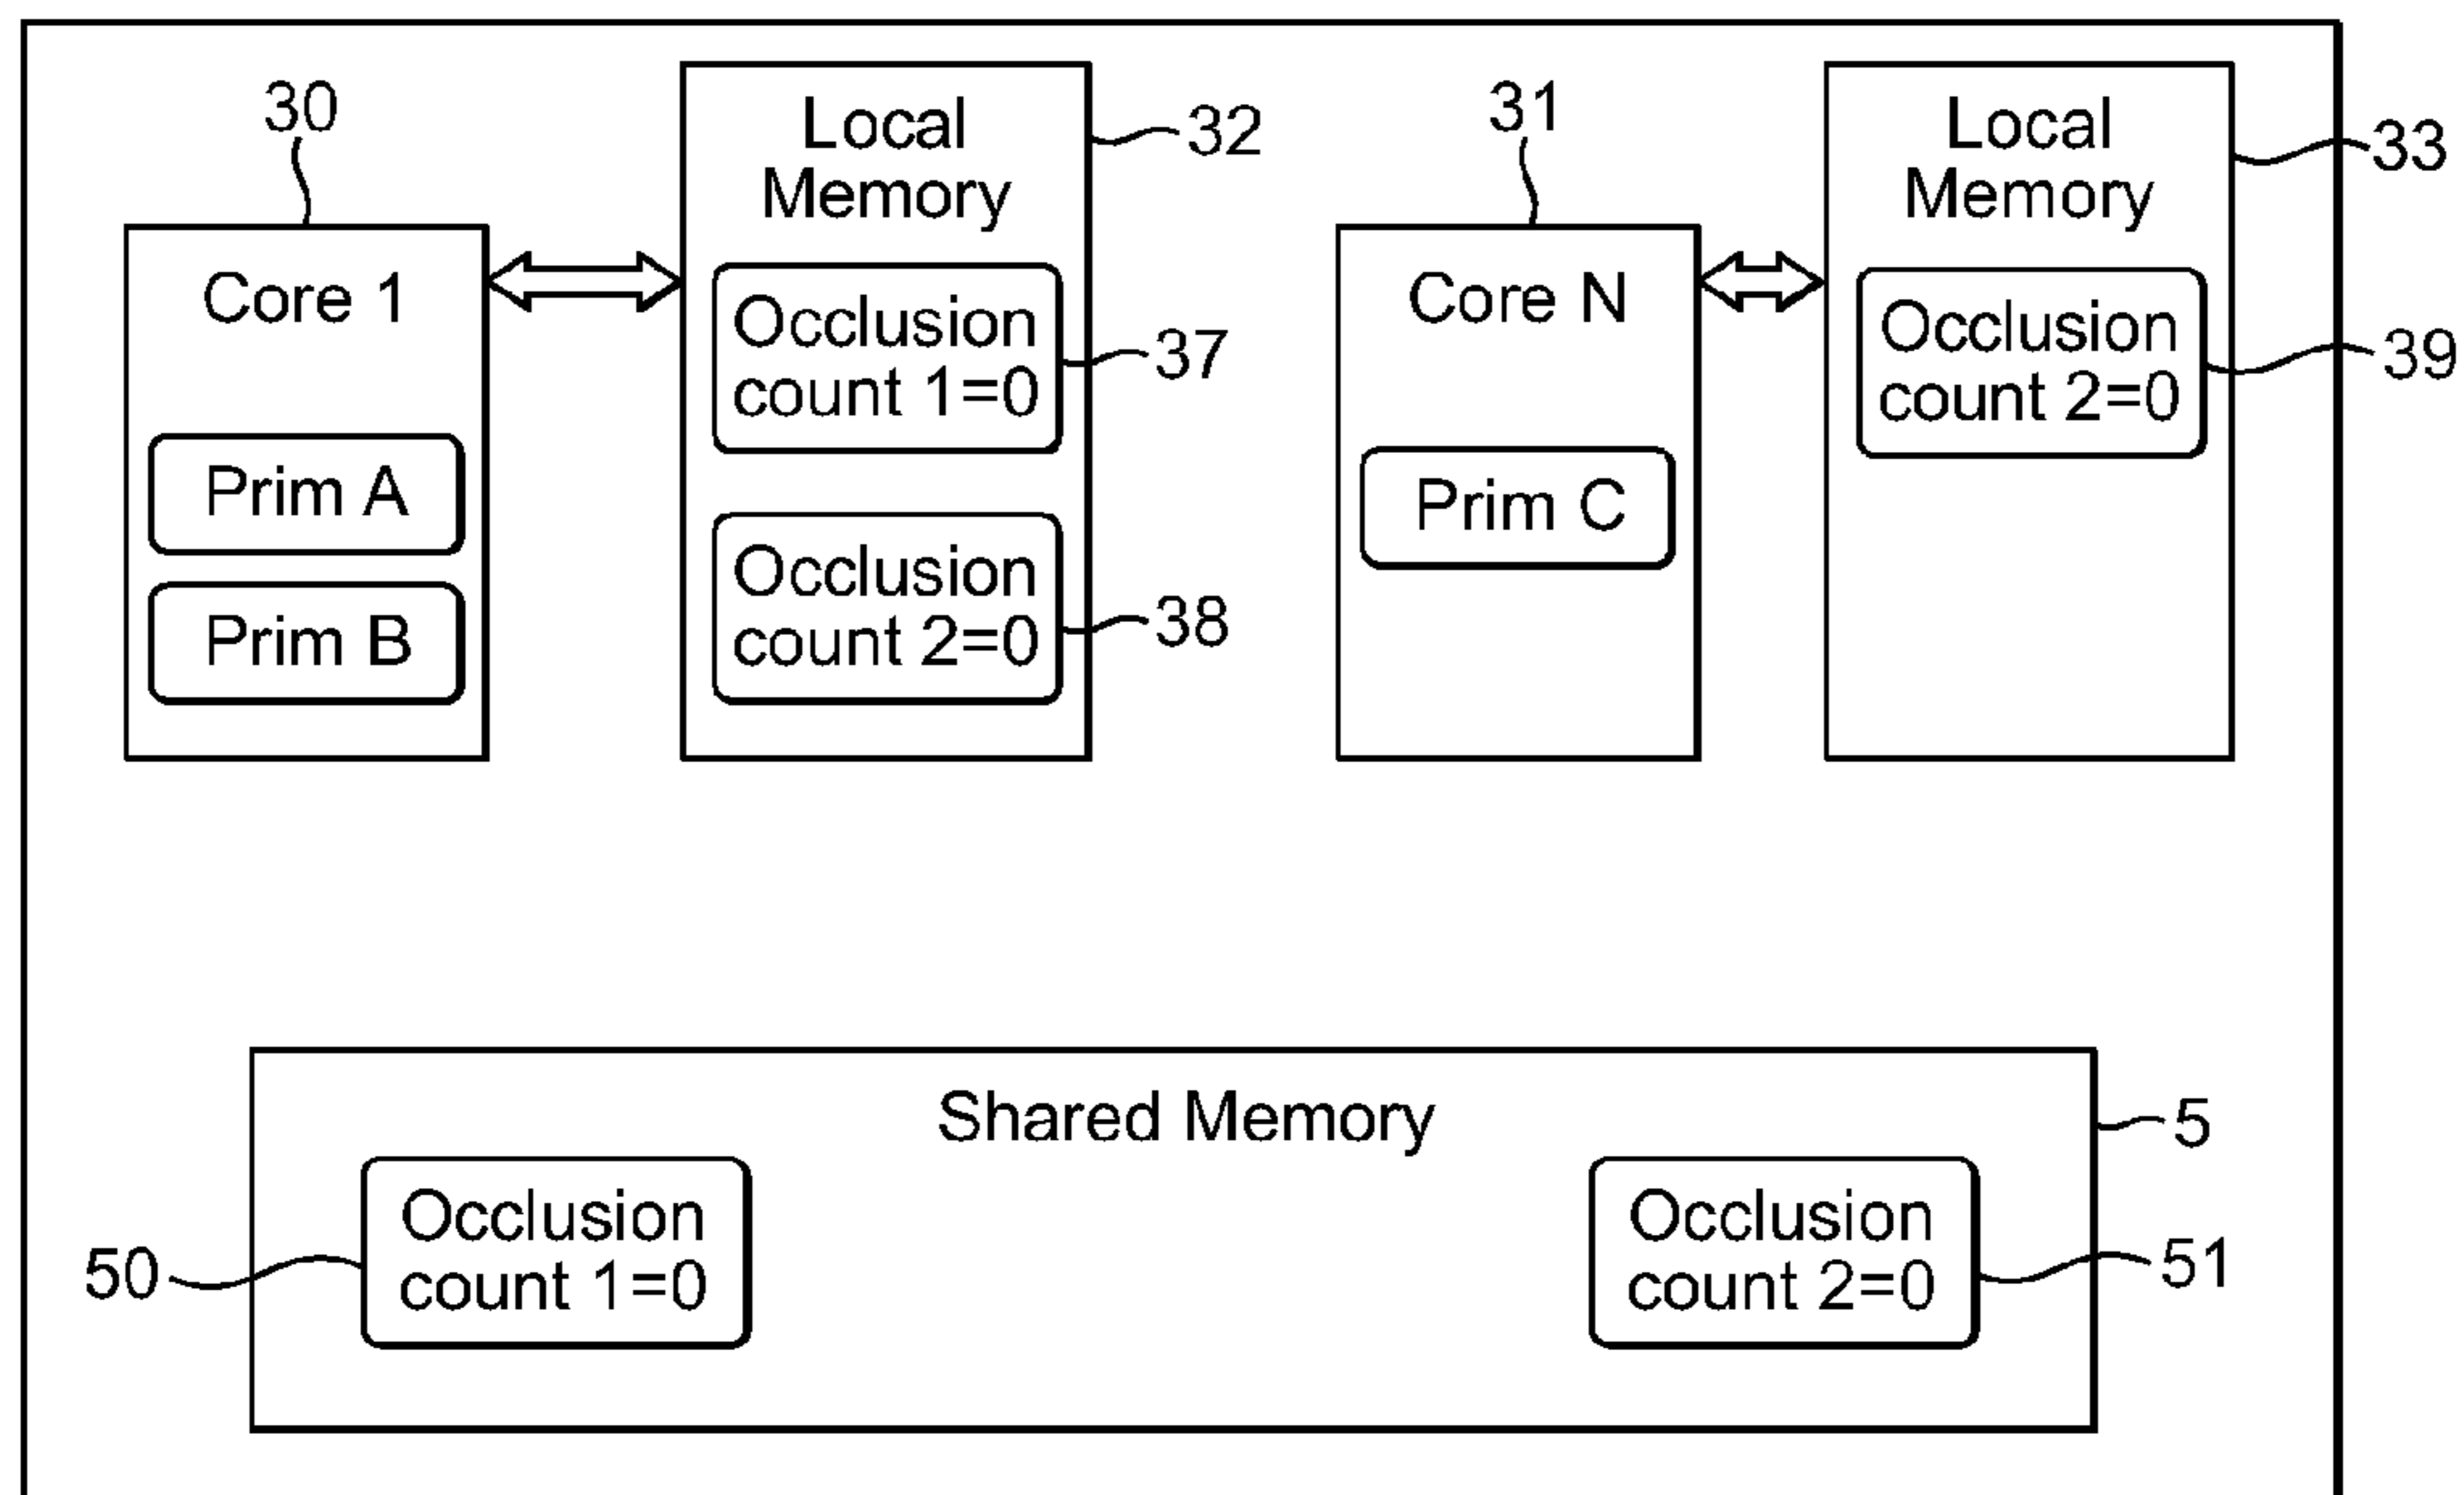 30
Core 1
Prim A
Prim B
Local
Memory
32
Occlusion
count 1=0
37
Occlusion
count 2=0
38
31
Core N
Prim C
Local
Memory
33
Occlusion
count 2=0
39
Shared Memory
5
Occlusion
count 1=0
50
Occlusion
count 2=0
51